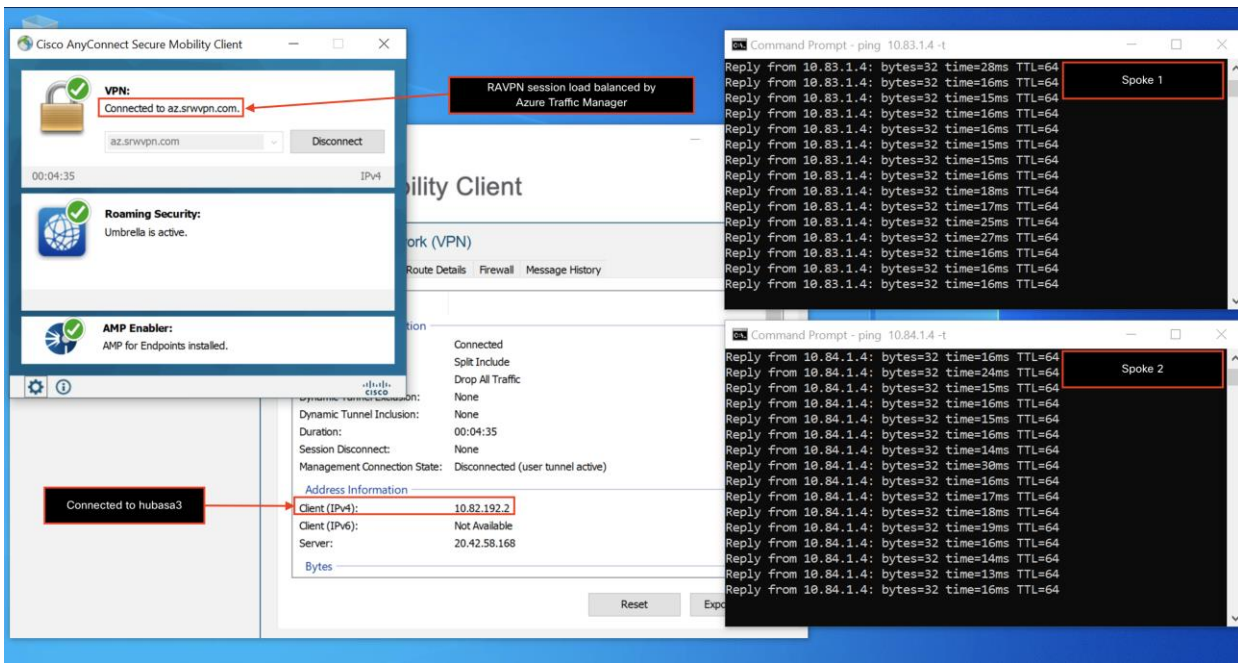 Cisco AnyConnect Secure Mobility Client
VPN:
Connected to az.srwvpn.com.
az.srwvpn.com
Disconnect
00:04:35
IPv4
Roaming Security:
Umbrella is active.
AMP Enabler:
AMP for Endpoints installed.
cisco
RAVPN session load balanced by
Azure Traffic Manager
Mobility Client
ork (VPN)
Route Details Firewall Message History
tion
Connected
Split Include
Drop All Traffic
Dynamic Tunnel Exclusion: None
Dynamic Tunnel Inclusion: None
Duration: 00:04:35
Session Disconnect: None
Management Connection State: Disconnected (user tunnel active)
Address Information
Client (IPv4): 10.82.192.2
Client (IPv6): Not Available
Server: 20.42.58.168
Bytes
Reset
Expo
Connected to hubasa3
Command Prompt - ping 10.83.1.4 -t
Spoke 1
Reply from 10.83.1.4: bytes=32 time=28ms TTL=64
Reply from 10.83.1.4: bytes=32 time=16ms TTL=64
Reply from 10.83.1.4: bytes=32 time=15ms TTL=64
Reply from 10.83.1.4: bytes=32 time=16ms TTL=64
Reply from 10.83.1.4: bytes=32 time=16ms TTL=64
Reply from 10.83.1.4: bytes=32 time=15ms TTL=64
Reply from 10.83.1.4: bytes=32 time=15ms TTL=64
Reply from 10.83.1.4: bytes=32 time=16ms TTL=64
Reply from 10.83.1.4: bytes=32 time=18ms TTL=64
Reply from 10.83.1.4: bytes=32 time=17ms TTL=64
Reply from 10.83.1.4: bytes=32 time=25ms TTL=64
Reply from 10.83.1.4: bytes=32 time=27ms TTL=64
Reply from 10.83.1.4: bytes=32 time=16ms TTL=64
Reply from 10.83.1.4: bytes=32 time=16ms TTL=64
Reply from 10.83.1.4: bytes=32 time=16ms TTL=64
Command Prompt - ping 10.84.1.4 -t
Spoke 2
Reply from 10.84.1.4: bytes=32 time=16ms TTL=64
Reply from 10.84.1.4: bytes=32 time=24ms TTL=64
Reply from 10.84.1.4: bytes=32 time=15ms TTL=64
Reply from 10.84.1.4: bytes=32 time=16ms TTL=64
Reply from 10.84.1.4: bytes=32 time=15ms TTL=64
Reply from 10.84.1.4: bytes=32 time=16ms TTL=64
Reply from 10.84.1.4: bytes=32 time=14ms TTL=64
Reply from 10.84.1.4: bytes=32 time=30ms TTL=64
Reply from 10.84.1.4: bytes=32 time=16ms TTL=64
Reply from 10.84.1.4: bytes=32 time=17ms TTL=64
Reply from 10.84.1.4: bytes=32 time=18ms TTL=64
Reply from 10.84.1.4: bytes=32 time=19ms TTL=64
Reply from 10.84.1.4: bytes=32 time=16ms TTL=64
Reply from 10.84.1.4: bytes=32 time=14ms TTL=64
Reply from 10.84.1.4: bytes=32 time=13ms TTL=64
Reply from 10.84.1.4: bytes=32 time=16ms TTL=64